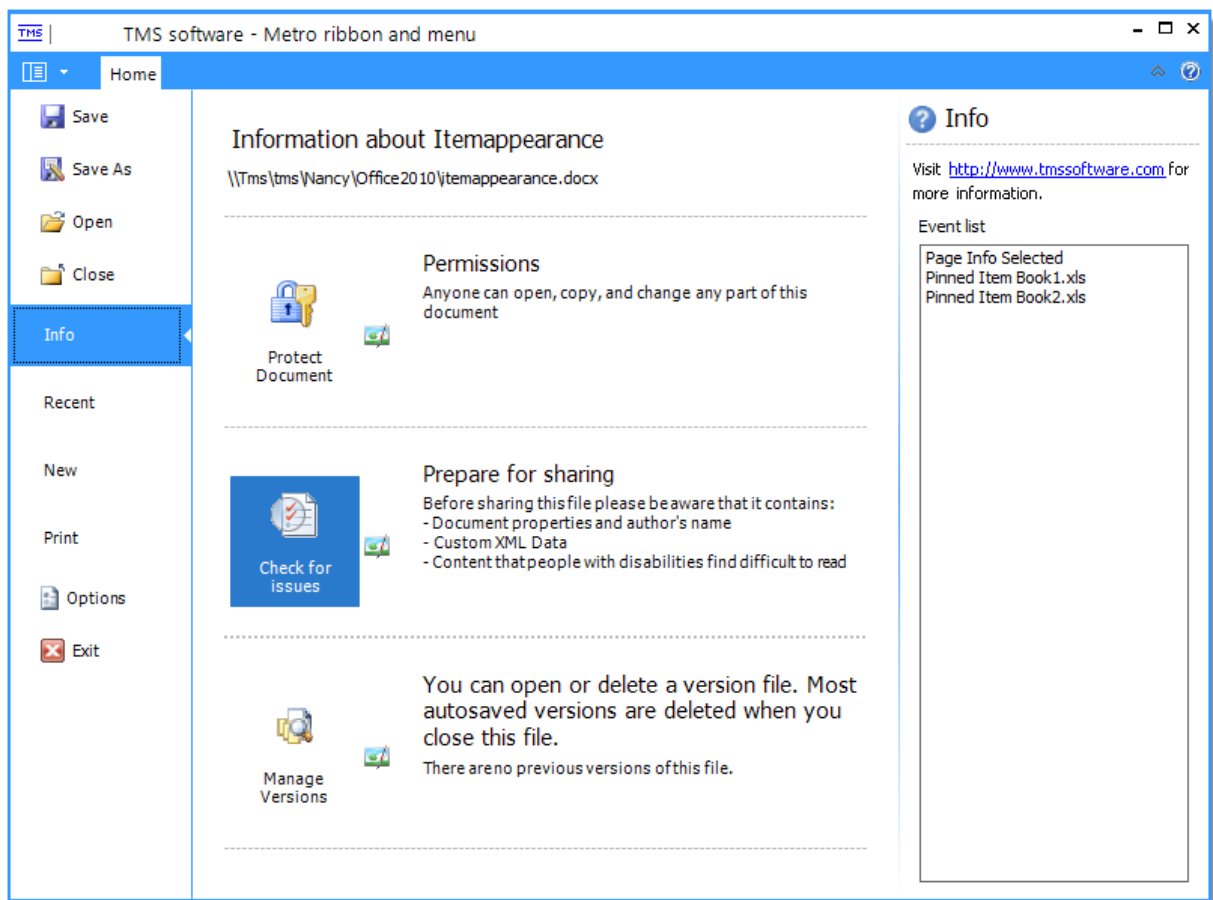 TMS
TMS software - Metro ribbon and menu
Home
Save
Save As
Open
Close
Info
Recent
New
Print
Options
Exit
Information about Itemappearance
\\Tms\tms\Nancy\Office2010\itemappearance.docx
Protect
Document
Permissions
Anyone can open, copy, and change any part of this
document
Check for
issues
Prepare for sharing
Before sharing this file please be aware that it contains:
- Document properties and author's name
- Custom XML Data
- Content that people with disabilities find difficult to read
Manage
Versions
You can open or delete a version file. Most
autosaved versions are deleted when you
close this file.
There are no previous versions of this file.
Info
Visit http://www.tmssoftware.com for
more information.
Event list
Page Info Selected
Pinned Item Book1.xls
Pinned Item Book2.xls